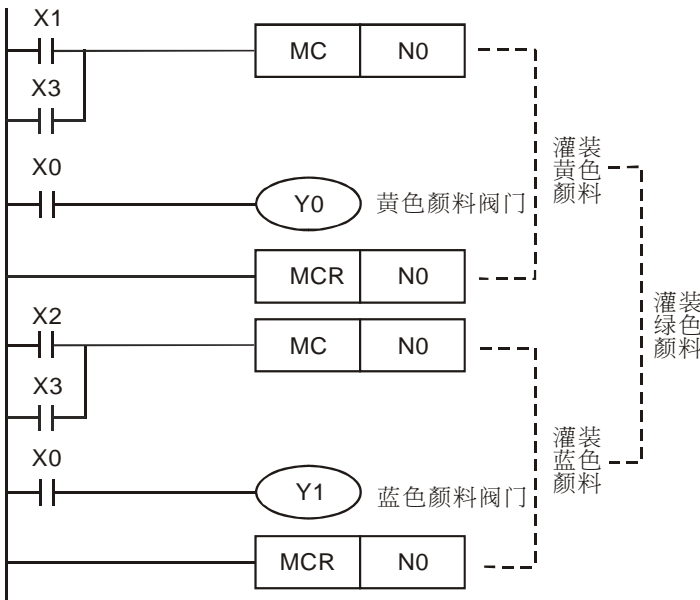 X1
MC N0
X3
灌装
黄色
颜料
X0
Y0 黄色颜料阀门
MCR N0
灌装
绿色
颜料
X2
MC N0
X3
灌装
蓝色
颜料
X0
Y1 蓝色颜料阀门
MCR N0